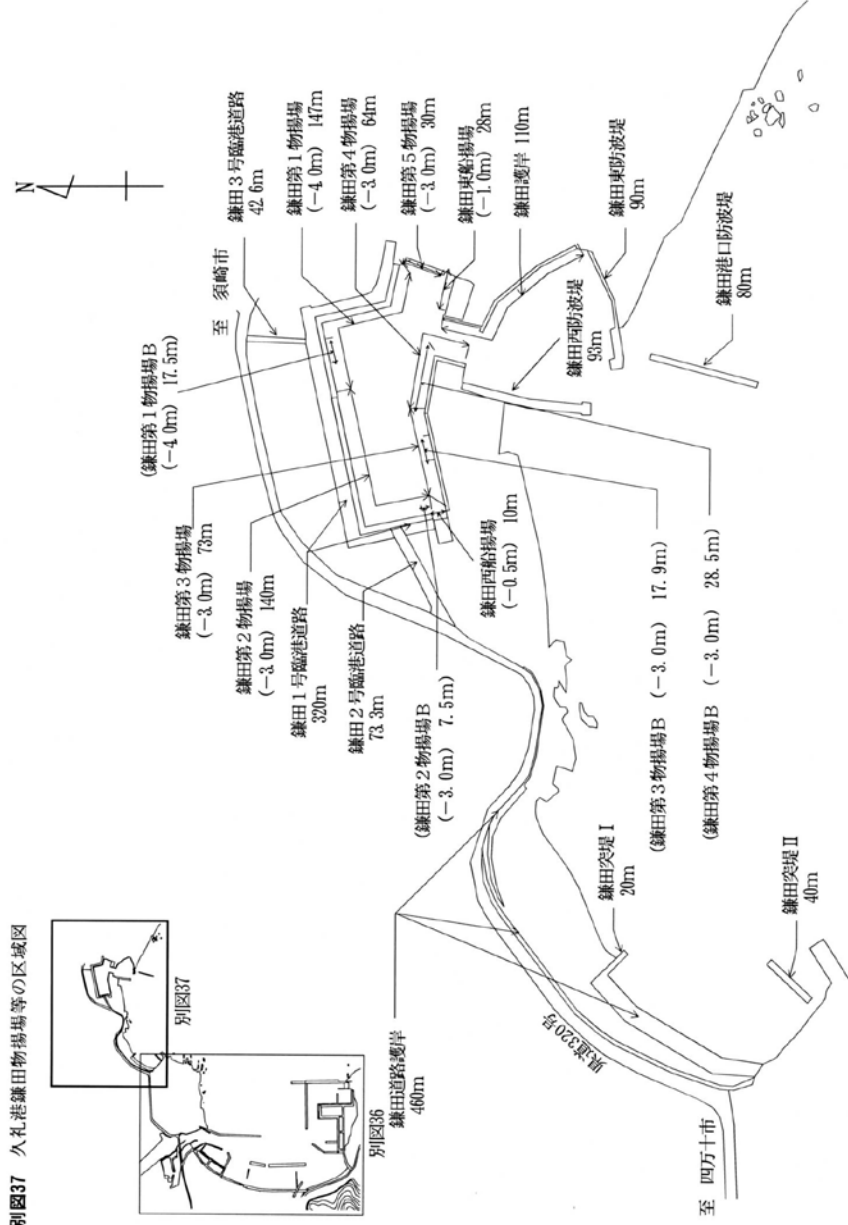 別図37 久礼港鎌田物揚場等の区域図
別図37
別図36
N
至 須崎市
鎌田3号臨港道路
42.6m
鎌田第1物揚場
(-4.0m) 147m
鎌田第4物揚場
(-3.0m) 64m
鎌田第5物揚場
(-3.0m) 30m
鎌田東船揚場
(-1.0m) 28m
鎌田護岸 110m
鎌田東防波堤
90m
鎌田港口防波堤
80m
鎌田西防波堤
93m
(鎌田第1物揚場B
(-4.0m) 17.5m)
鎌田第3物揚場
(-3.0m) 73m
鎌田第2物揚場
(-3.0m) 140m
鎌田1号臨港道路
320m
鎌田2号臨港道路
73.3m
(鎌田第2物揚場B
(-3.0m) 7.5m)
鎌田西船揚場
(-0.5m) 10m
(鎌田第3物揚場B (-3.0m) 17.9m)
(鎌田第4物揚場B (-3.0m) 28.5m)
鎌田道路護岸
460m
鎌田突堤Ⅰ
20m
鎌田突堤Ⅱ
40m
県道320号
至 四万十市